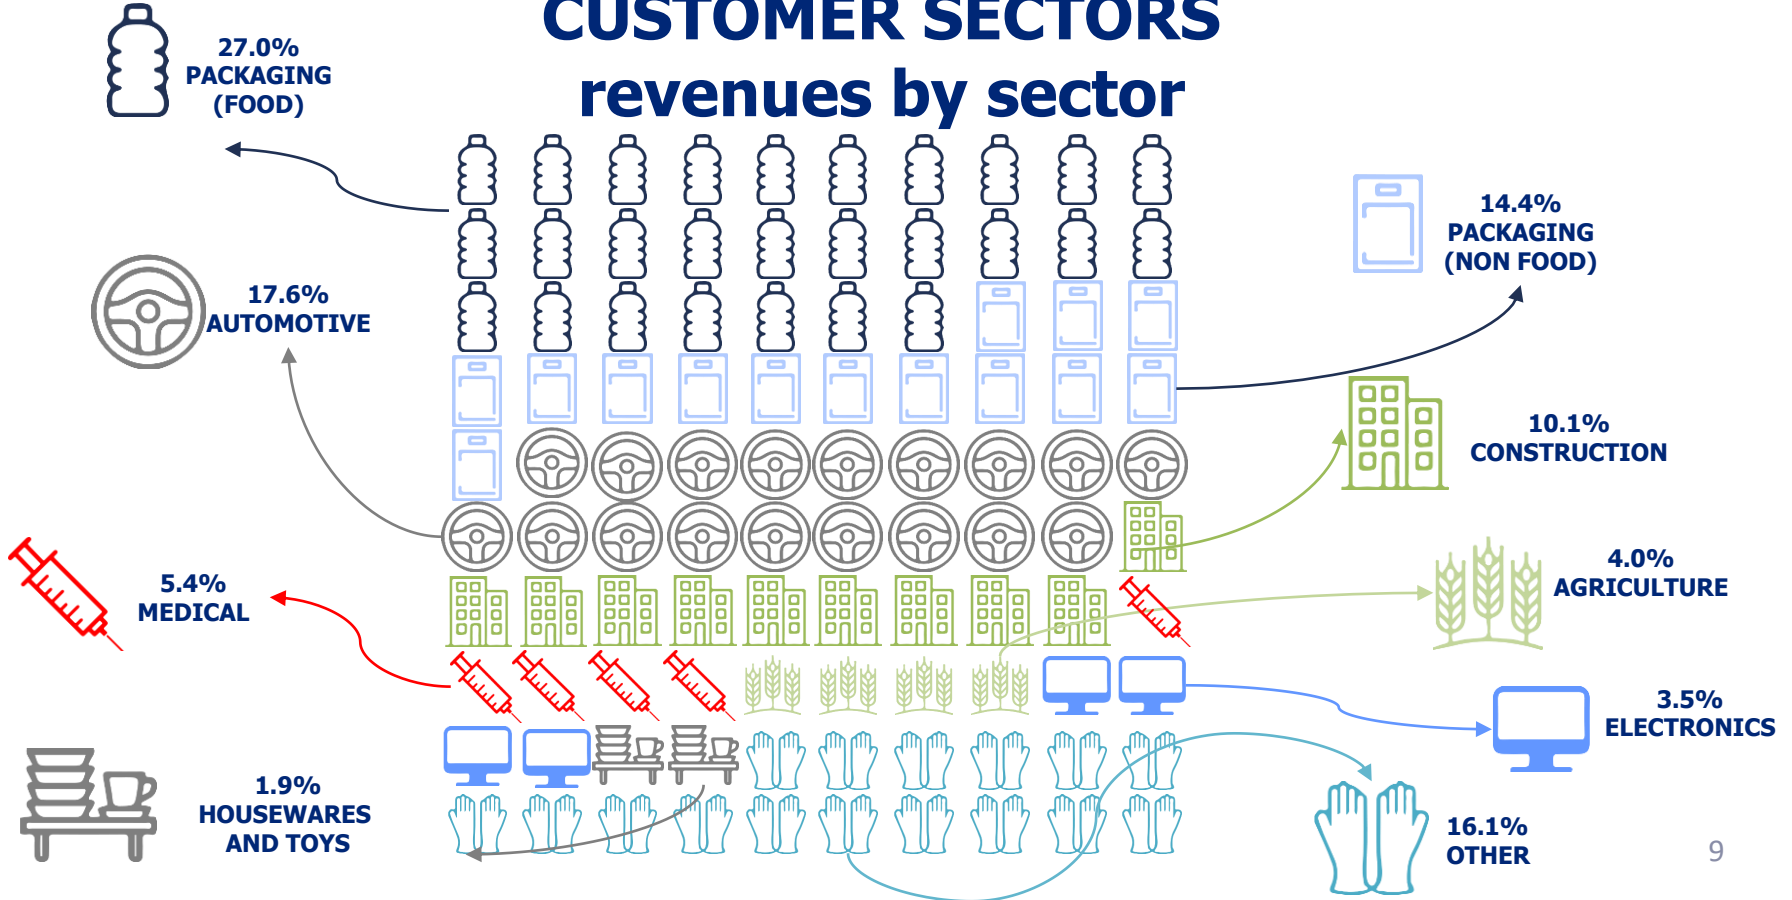 CUSTOMER SECTORS
revenues by sector
27.0%
PACKAGING
(FOOD)
14.4%
PACKAGING
(NON FOOD)
17.6%
AUTOMOTIVE
10.1%
CONSTRUCTION
5.4%
MEDICAL
4.0%
AGRICULTURE
3.5%
ELECTRONICS
1.9%
HOUSEWARES
AND TOYS
16.1%
OTHER
9